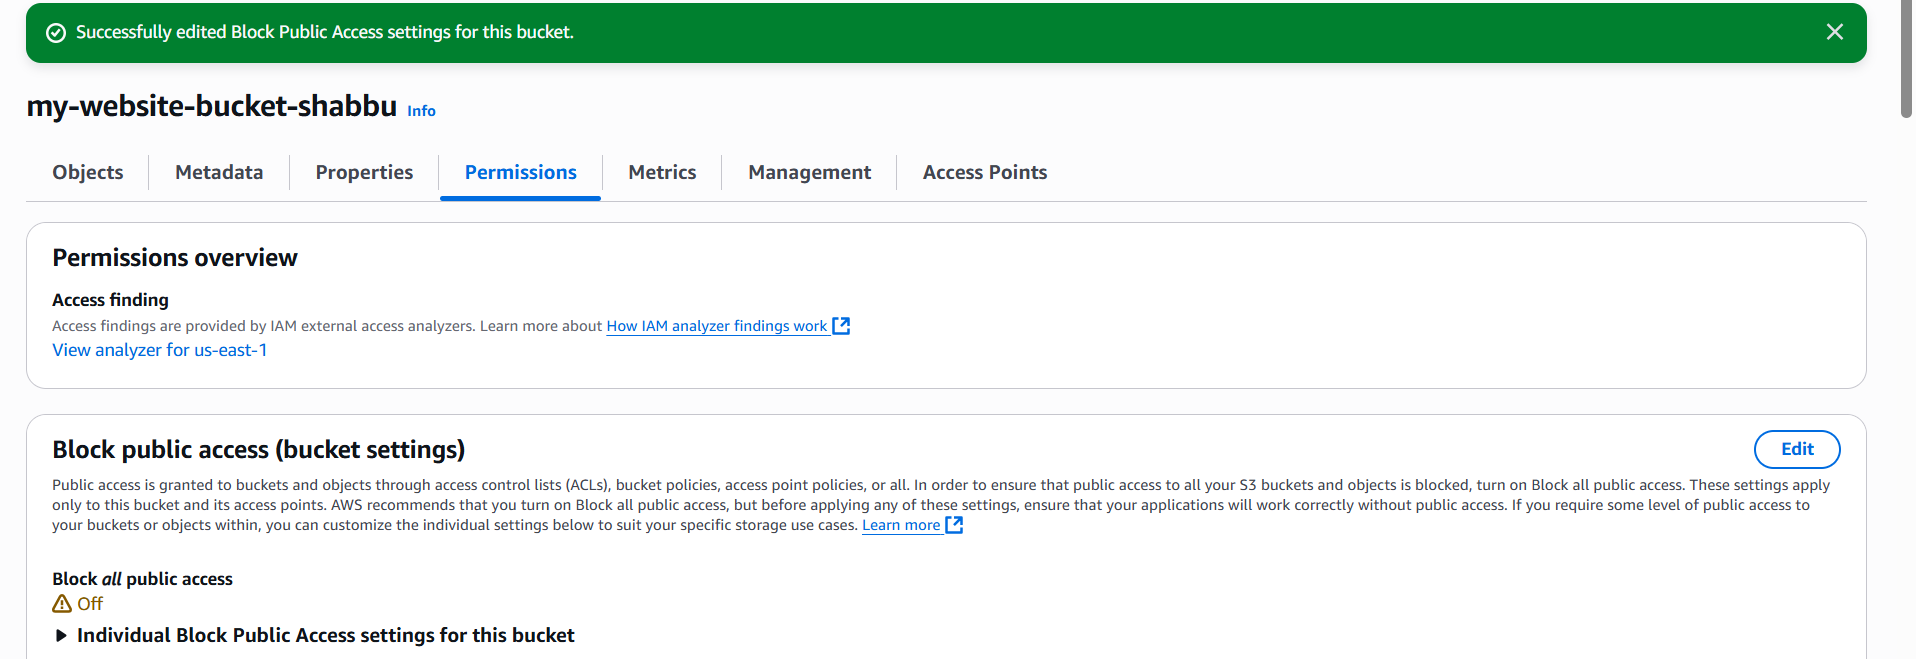 Successfully edited Block Public Access settings for this bucket.
my-website-bucket-shabbu Info
Objects Metadata Properties Permissions Metrics Management Access Points
Permissions overview
Access finding
Access findings are provided by IAM external access analyzers. Learn more about How IAM analyzer findings work
View analyzer for us-east-1
Block public access (bucket settings)
Edit
Public access is granted to buckets and objects through access control lists (ACLs), bucket policies, access point policies, or all. In order to ensure that public access to all your S3 buckets and objects is blocked, turn on Block all public access. These settings apply
only to this bucket and its access points. AWS recommends that you turn on Block all public access, but before applying any of these settings, ensure that your applications will work correctly without public access. If you require some level of public access to
your buckets or objects within, you can customize the individual settings below to suit your specific storage use cases. Learn more
Block all public access
Off
Individual Block Public Access settings for this bucket